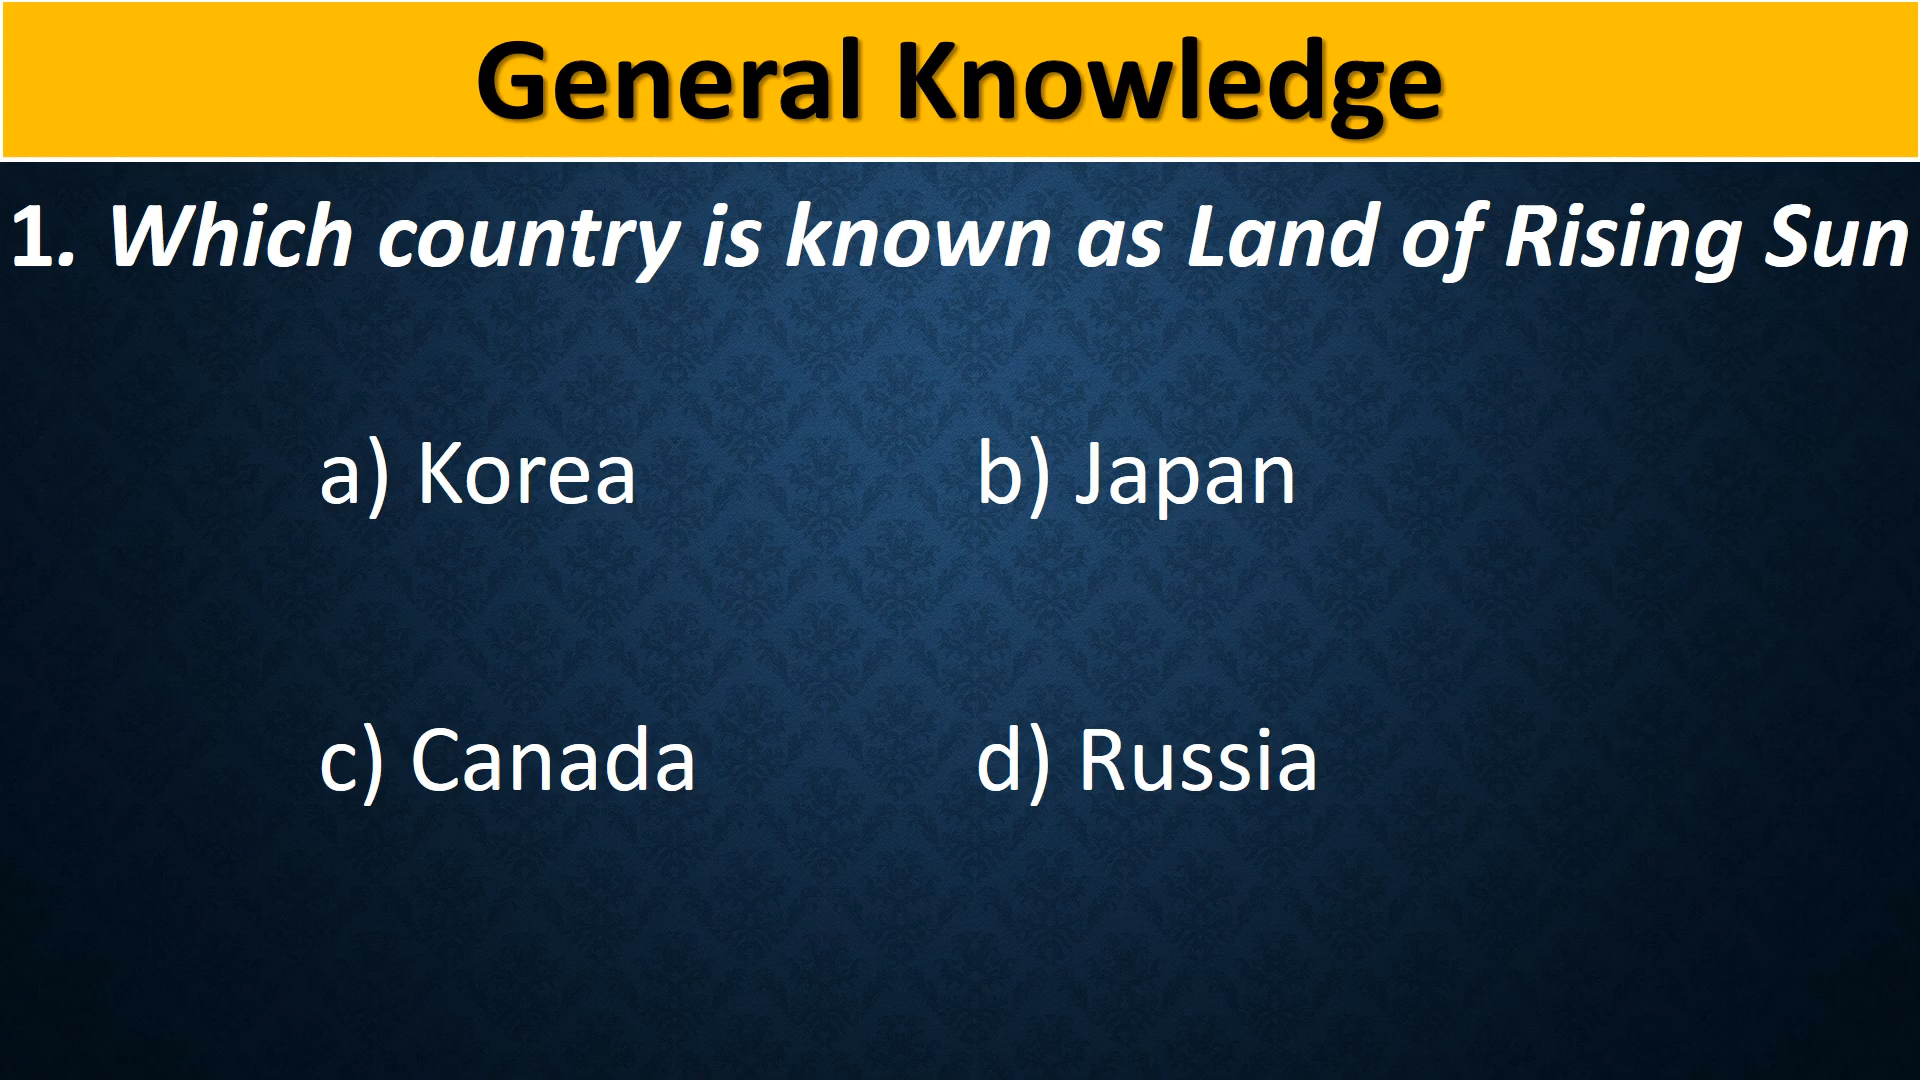 General Knowledge
1. Which country is known as Land of Rising Sun
a) Korea b) Japan
c) Canada d) Russia